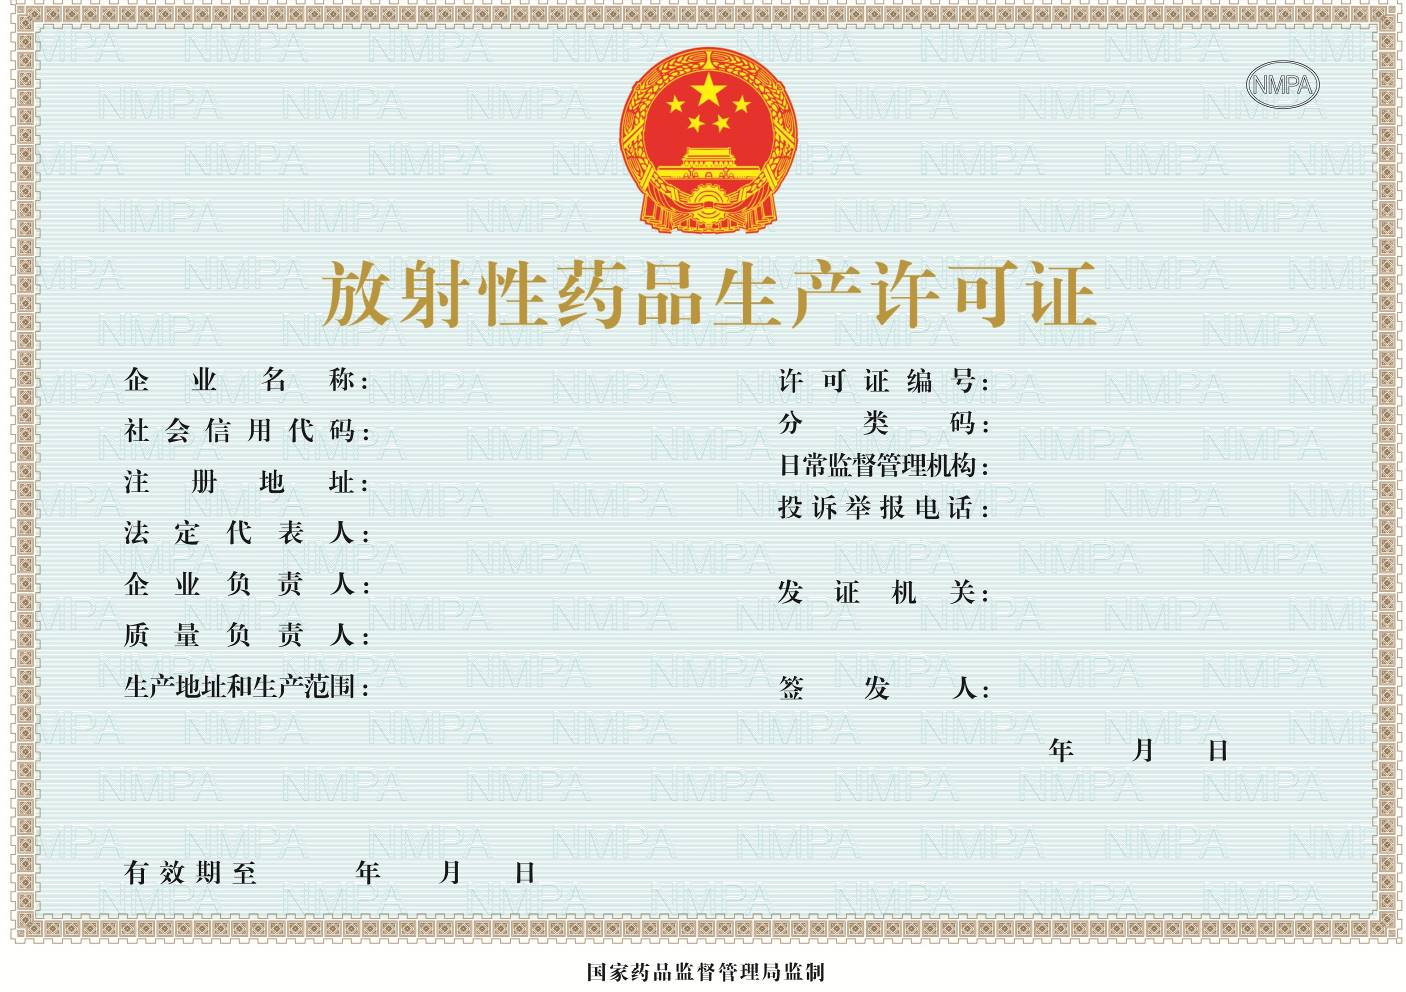 NMPA
放射性药品生产许可证
企业名称：
社会信用代码：
注册地址：
法定代表人：
企业负责人：
质量负责人：
生产地址和生产范围：
许可证编号：
分类码：
日常监督管理机构：
投诉举报电话：
发证机关：
签发人：
年 月 日
有效期至 年 月 日
国家药品监督管理局监制